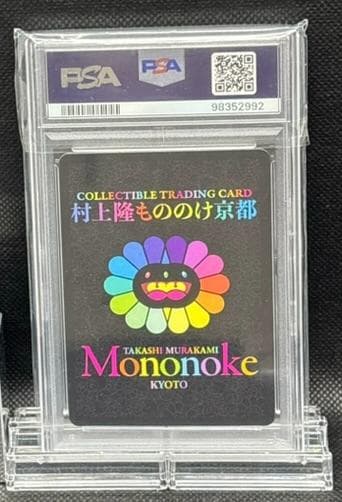 PSA
PSA
98352992
COLLECTIBLE TRADING CARD
村上隆もののけ京都
TAKASHI MURAKAMI
Mononoke
KYOTO